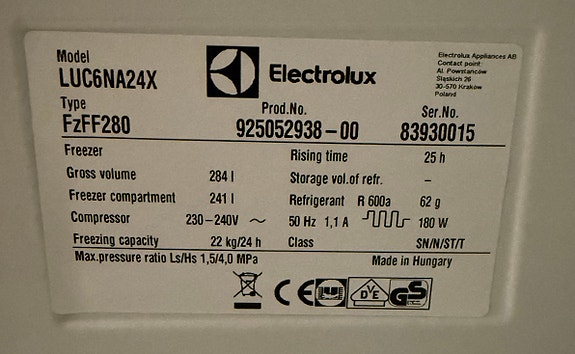 Model
LUC6NA24X
Electrolux
Electrolux Appliances AB
Contact point:
Al. Powstańców
Śląskich 26
30-570 Kraków
Poland
Type
FzFF280
Prod.No.
925052938-00
Ser.No.
83930015
Freezer
Rising time 25 h
Gross volume 284 l
Storage vol.of refr. –
Freezer compartment 241 l
Refrigerant R 600a 62 g
Compressor 230-240V ~ 50 Hz 1,1 A 180 W
Freezing capacity 22 kg/24 h
Class SN/N/ST/T
Max.pressure ratio Ls/Hs 1,5/4,0 MPa
Made in Hungary
CE DVE GS